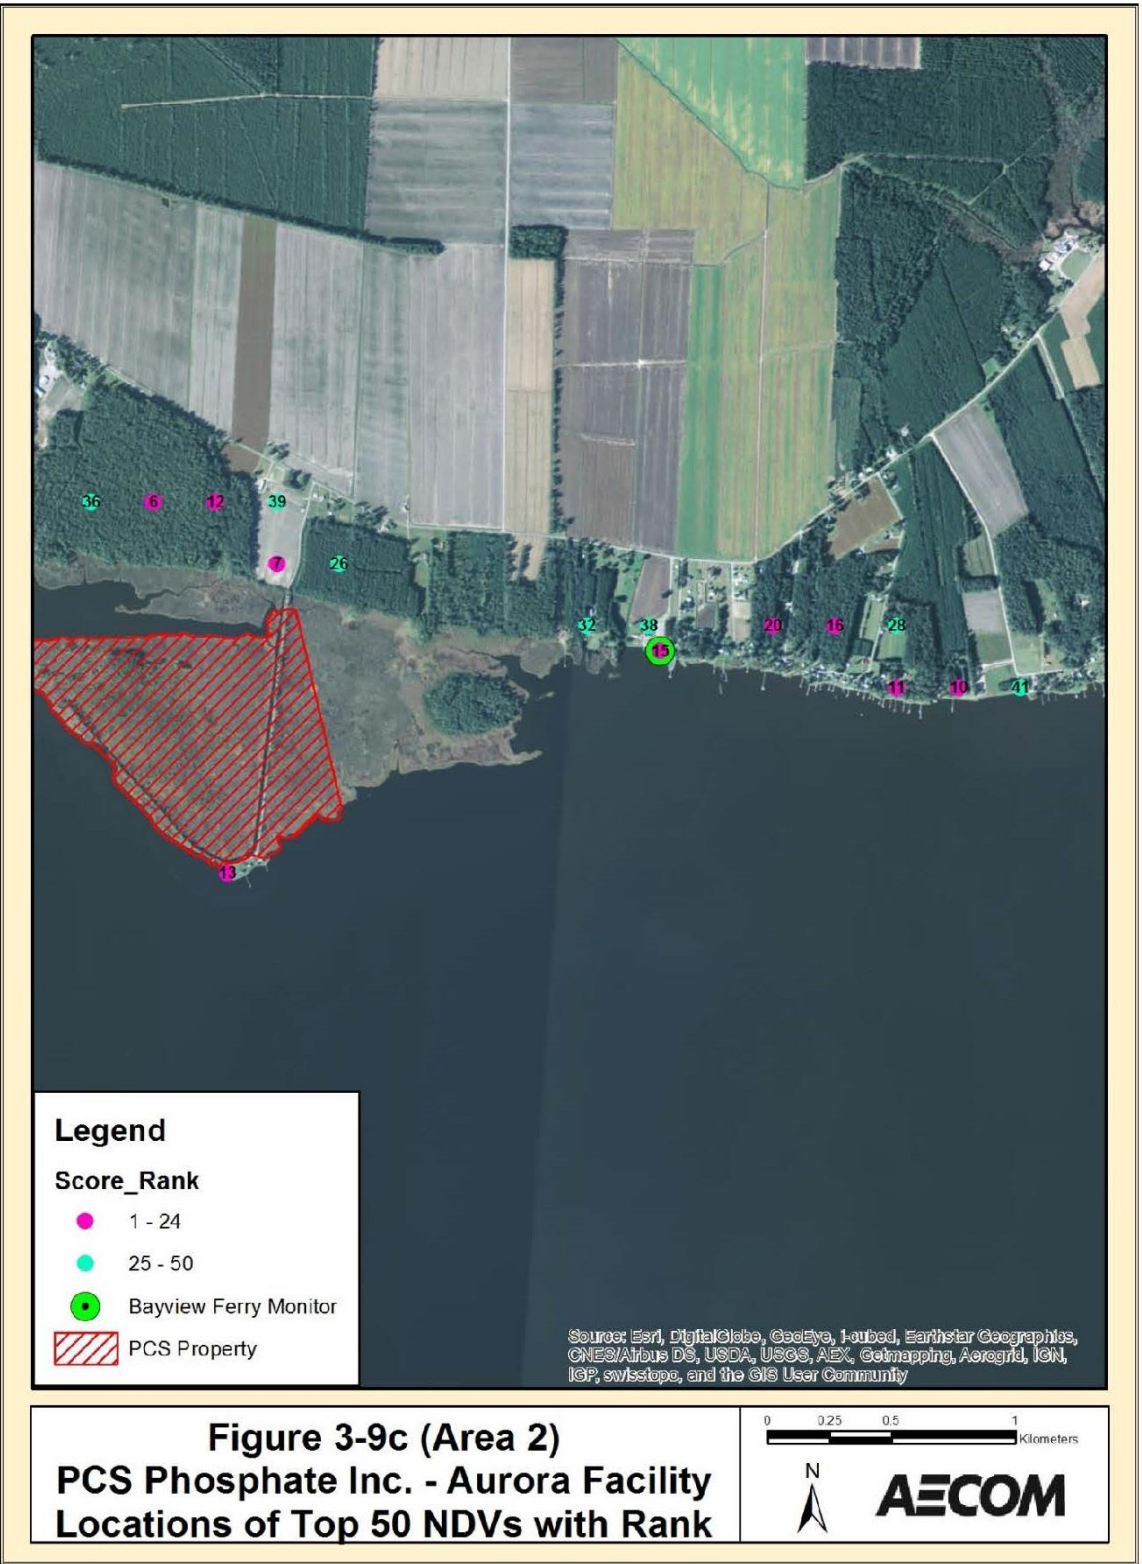 36
6
12
39
7
26
32
38
15
20
16
28
11
10
41
13
Legend
Score_Rank
1 - 24
25 - 50
Bayview Ferry Monitor
PCS Property
Source: Esri, DigitalGlobe, GeoEye, i-cubed, Earthstar Geographics,
CNES/Airbus DS, USDA, USGS, AEX, Getmapping, Aerogrid, IGN,
IGP, swisstopo, and the GIS User Community
Figure 3-9c (Area 2)
PCS Phosphate Inc. - Aurora Facility
Locations of Top 50 NDVs with Rank
0 0.25 0.5 1
Kilometers
N
AECOM